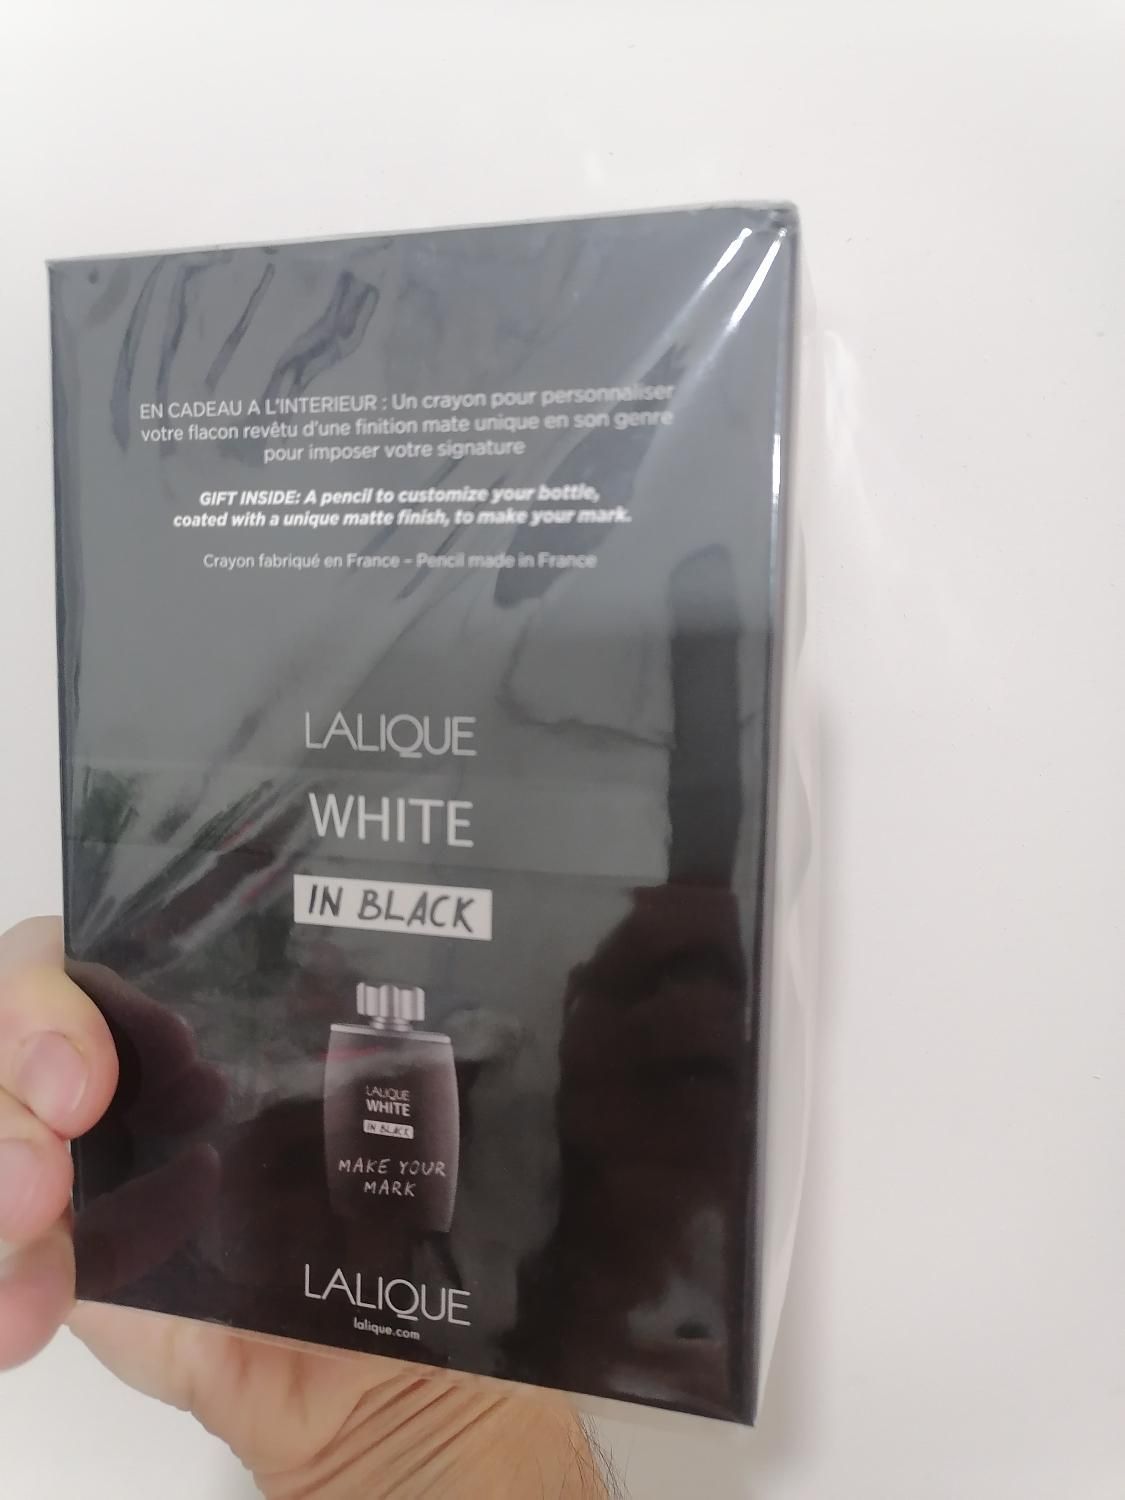 EN CADEAU A L'INTERIEUR : Un crayon pour personnaliser
votre flacon revêtu d'une finition mate unique en son genre
pour imposer votre signature
GIFT INSIDE: A pencil to customize your bottle,
coated with a unique matte finish, to make your mark.
Crayon fabriqué en France – Pencil made in France
LALIQUE
WHITE
IN BLACK
LALIQUE
WHITE
IN BLACK
MAKE YOUR
MARK
LALIQUE
lalique.com